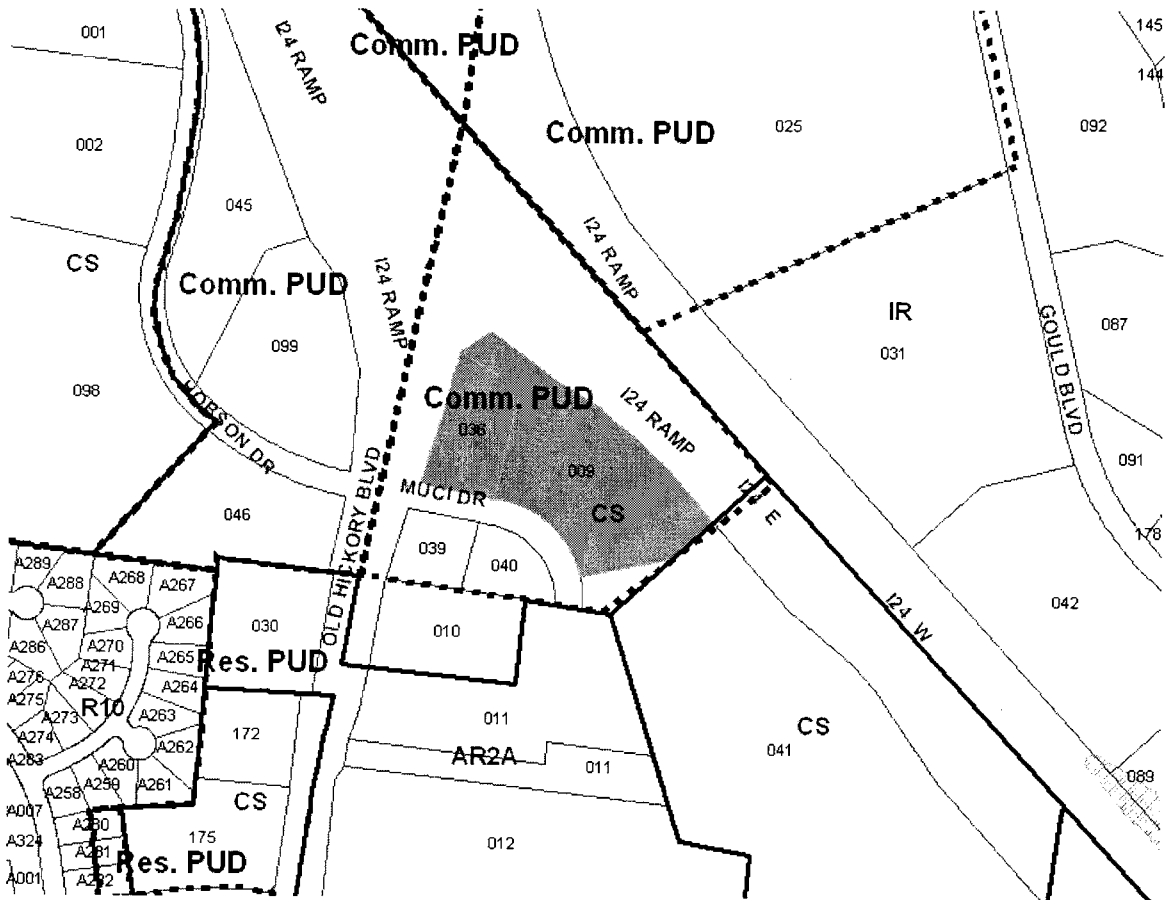 001
I24 RAMP
Comm. PUD
145
144
002
Comm. PUD
025
092
045
CS
Comm. PUD
I24 RAMP
I24 RAMP
IR
031
GOULD BLVD
087
099
098
HOBSON DR
Comm. PUD
036
I24 RAMP
009
091
MUCI DR
CS
046
OLD HICKORY BLVD
039
040
178
A289
A288
A268
A267
A269
A287
A266
030
010
I24 W
042
A286
A270
A265
Res. PUD
A271
A276
A272
A264
A275
R10
A273
A263
A274
011
CS
172
A262
041
AR2A
A283
A260
011
089
A259
A261
A258
CS
A007
A280
175
A324
012
A281
Res. PUD
A001
A282